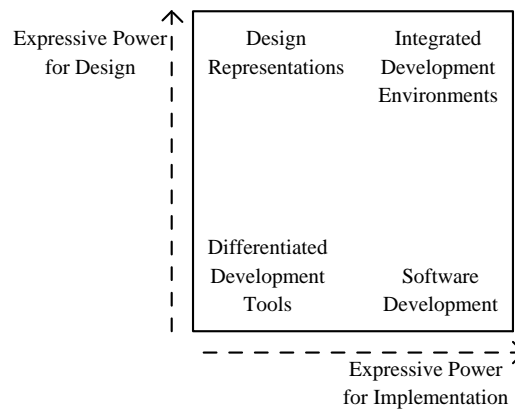 Expressive Power
for Design
Design
Representations
Integrated
Development
Environments
Differentiated
Development
Tools
Software
Development
Expressive Power
for Implementation